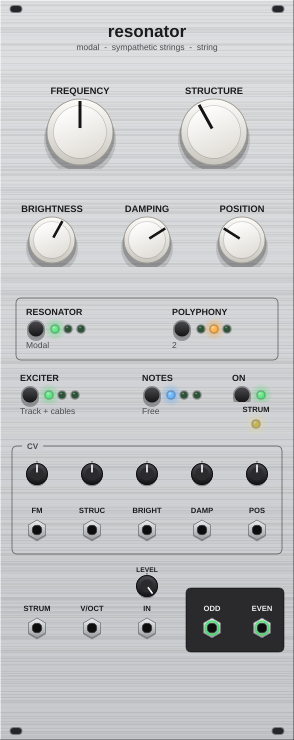 resonator
modal - sympathetic strings - string
FREQUENCY STRUCTURE
BRIGHTNESS DAMPING POSITION
RESONATOR POLYPHONY
Modal 2
EXCITER NOTES ON
Track + cables Free
STRUM
CV
FM STRUC BRIGHT DAMP POS
LEVEL
STRUM V/OCT IN ODD EVEN